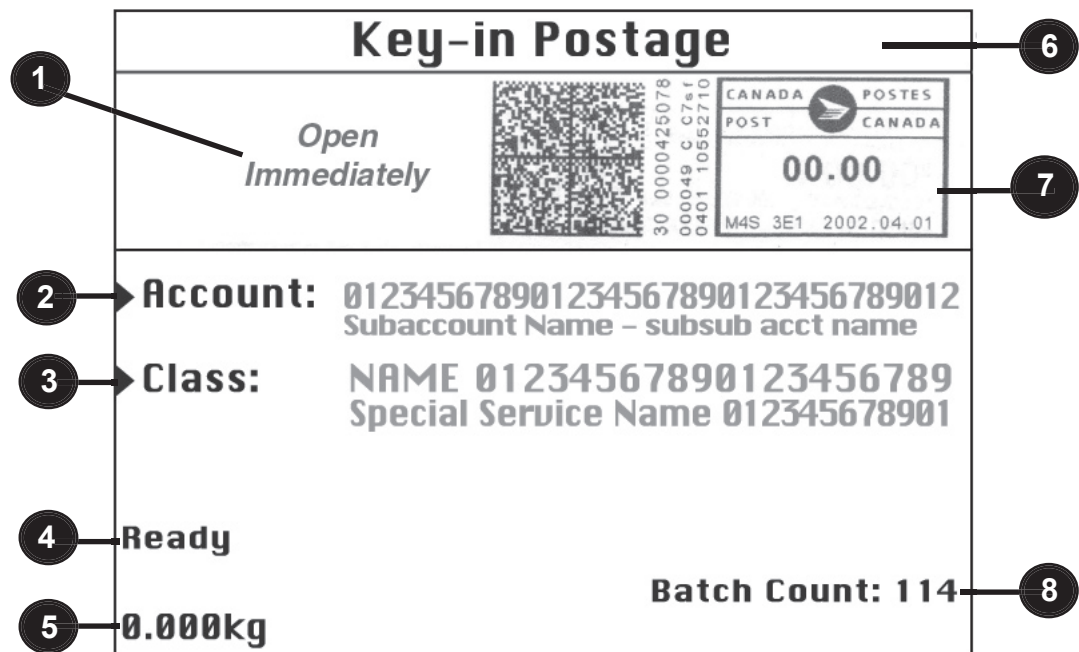 Key-in Postage
6
1
Open
Immediately
30 0000425078
000049 C C7sf
0401 10552710
CANADA POSTES
POST CANADA
00.00
M4S 3E1 2002.04.01
7
2
Account: 01234567890123456789012345678901​2
Subaccount Name – subsub acct name
3
Class: NAME 01234567890123456789
Special Service Name 012345678901
4
Ready
Batch Count: 114
8
5
0.000kg